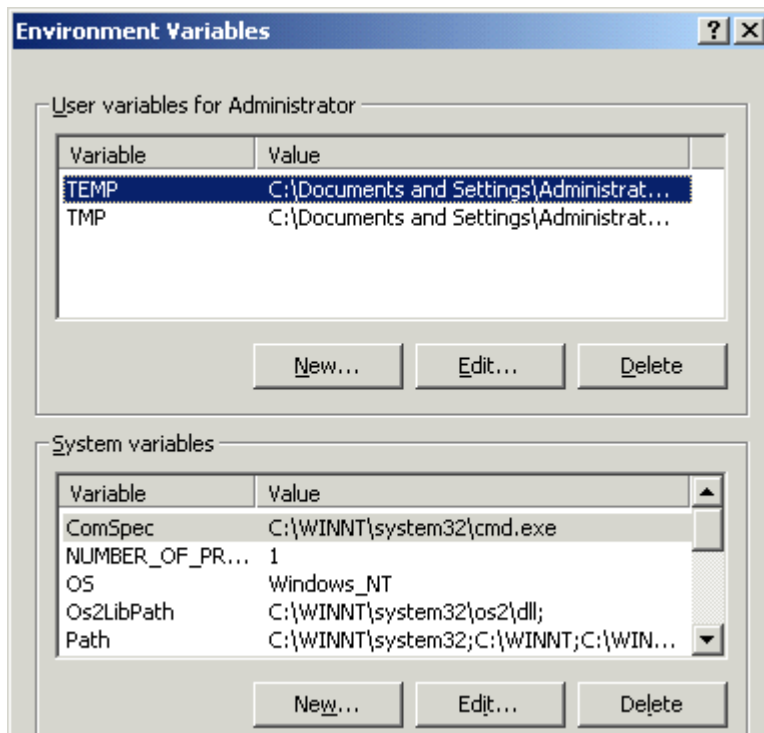 Environment Variables
User variables for Administrator
Variable Value
TEMP C:\Documents and Settings\Administrat...
TMP C:\Documents and Settings\Administrat...
New... Edit... Delete
System variables
Variable Value
ComSpec C:\WINNT\system32\cmd.exe
NUMBER_OF_PR... 1
OS Windows_NT
Os2LibPath C:\WINNT\system32\os2\dll;
Path C:\WINNT\system32;C:\WINNT;C:\WIN...
New... Edit... Delete